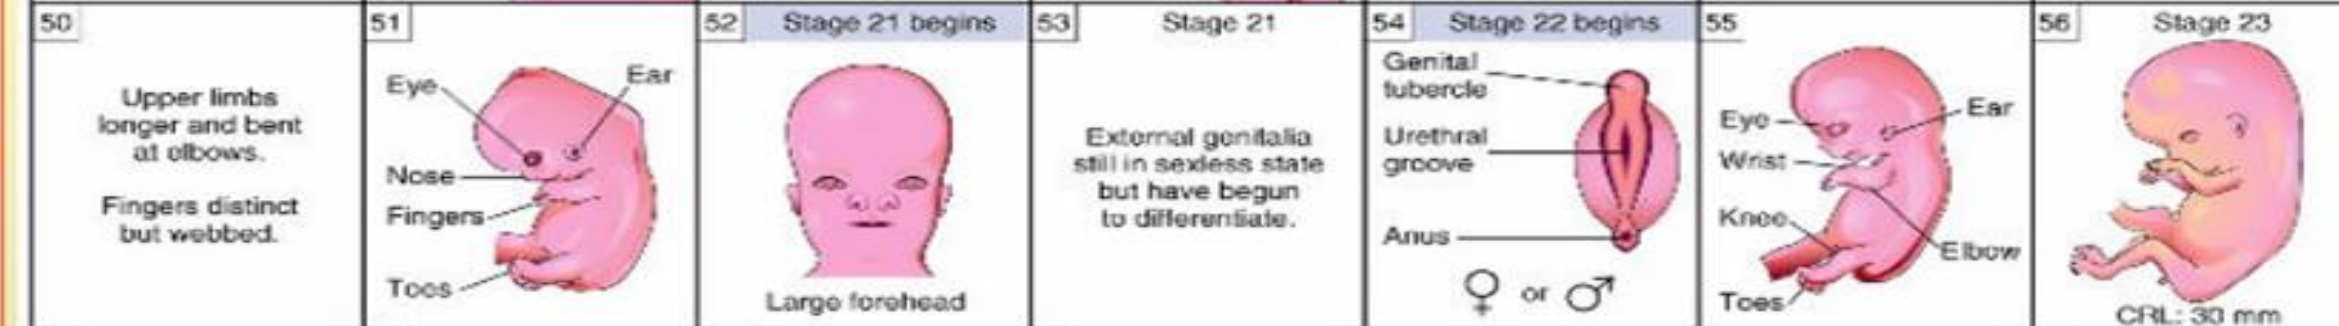 50
Upper limbs
longer and bent
at elbows.
Fingers distinct
but webbed.
51
Eye
Ear
Nose
Fingers
Toes
52
Stage 21 begins
Large forehead
53
Stage 21
External genitalia
still in sexless state
but have begun
to differentiate.
54
Stage 22 begins
Genital
tubercle
Urethral
groove
Anus
♀ or ♂
55
Eye
Ear
Wrist
Knee
Elbow
Toes
56
Stage 23
CRL: 30 mm